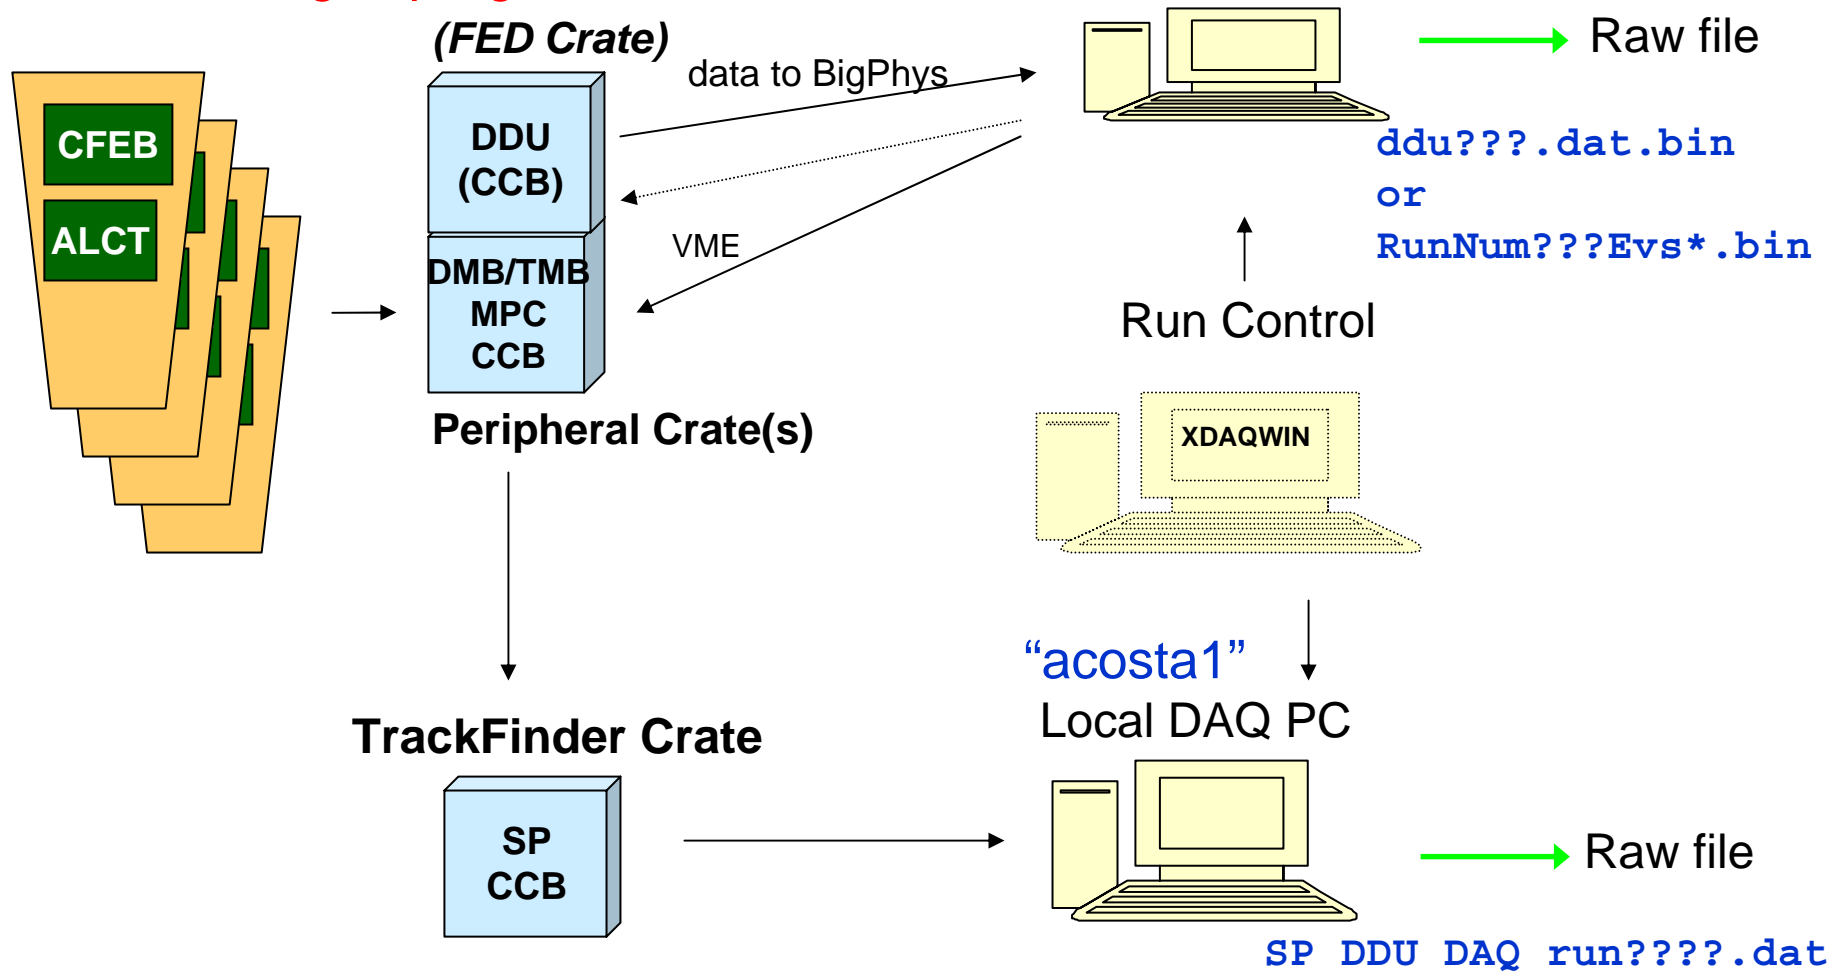 (FED Crate)
data to BigPhys
Raw file
CFEB
ALCT
DDU
(CCB)
ddu???.dat.bin
or
RunNum???Evs*.bin
VME
DMB/TMB
MPC
CCB
Run Control
Peripheral Crate(s)
XDAQWIN
“acosta1”
Local DAQ PC
TrackFinder Crate
SP
CCB
Raw file
SP DDU DAQ run????.dat